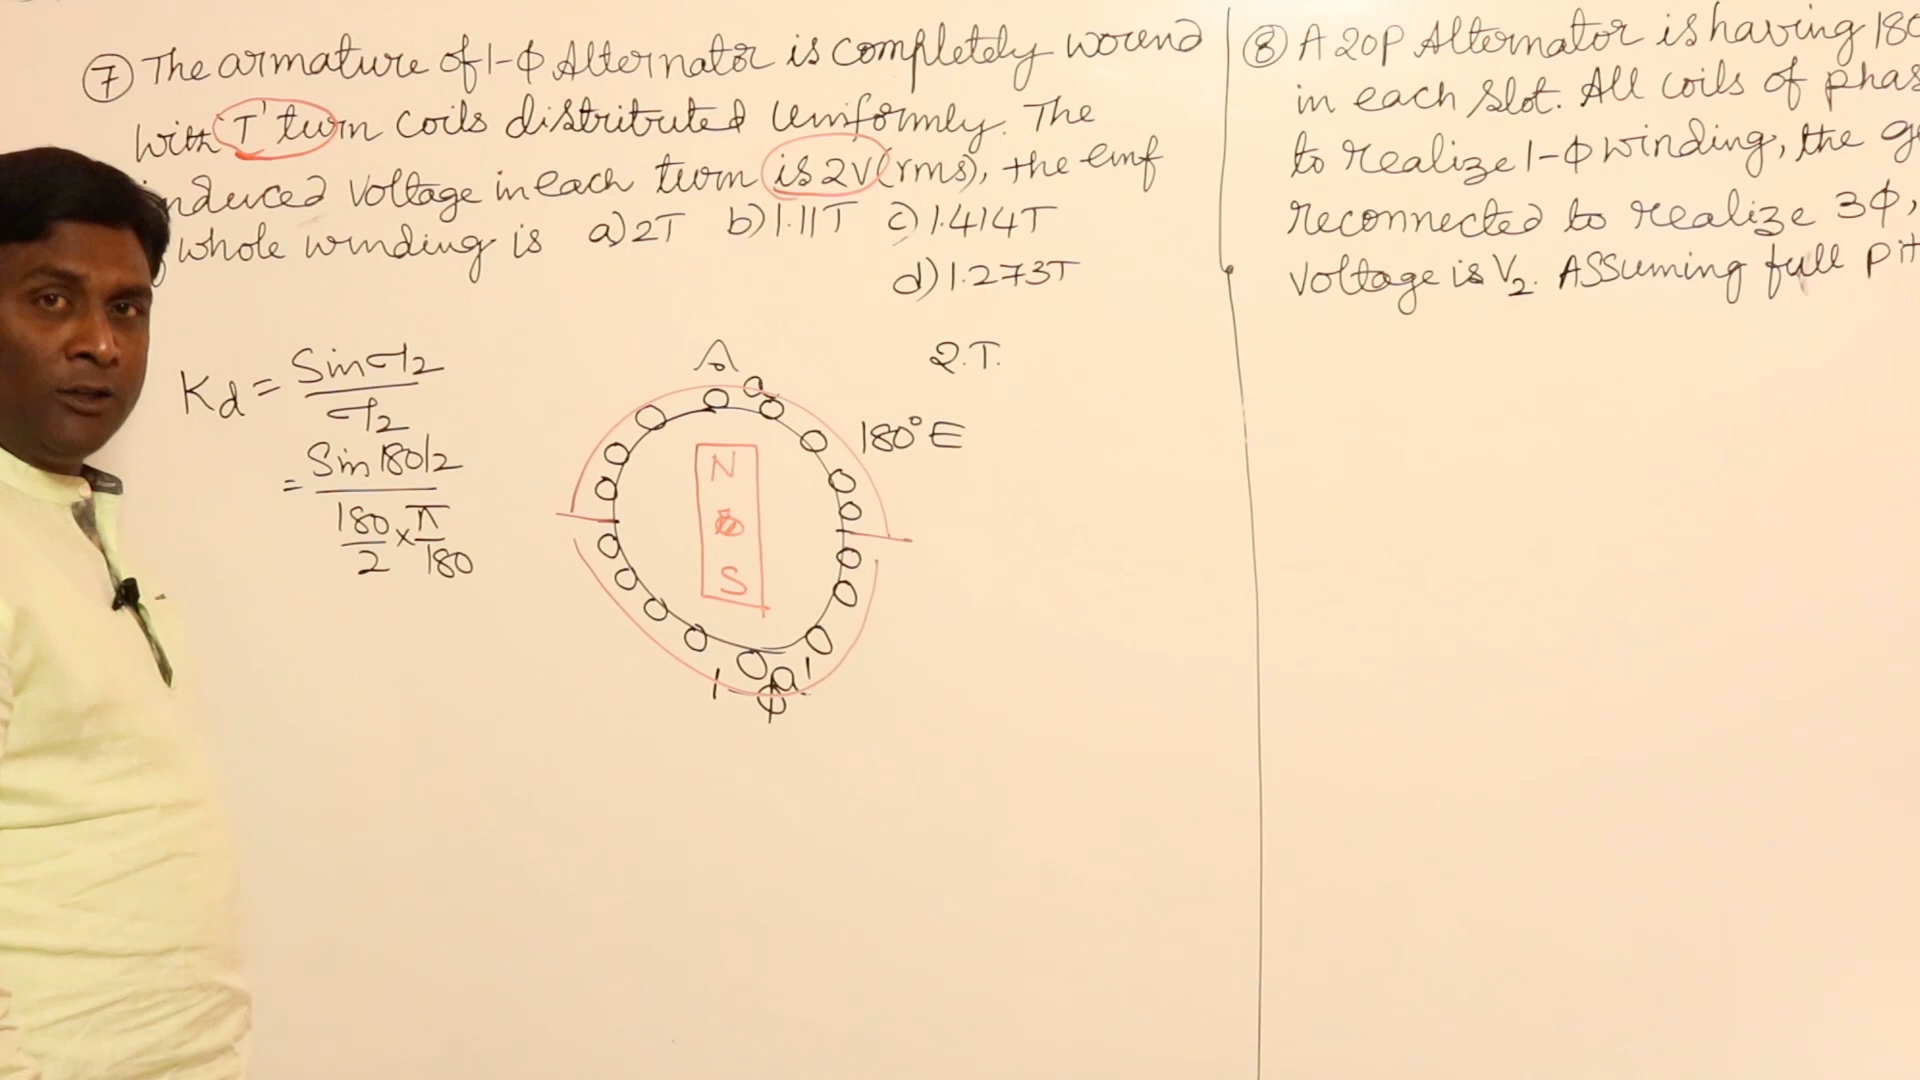 ⑦ The armature of 1-ϕ Alternator is completely wound
with 'T' turn coils distributed Uniformly. The
induced voltage in each turn is 2V(rms), the emf
whole winding is a) 2T b) 1.11T c) 1.414T
d) 1.273T
Kd = Sin σ/2
σ/2
= Sin 180/2
180/2 × π/180
A
a
2.T.
180° E
N
S
a'
1-ϕ
⑧ A 20P Alternator is having 180
in each slot. All coils of phas
to realize 1-ϕ winding, the ge
reconnected to realize 3ϕ,
voltage is V2. Assuming full pit